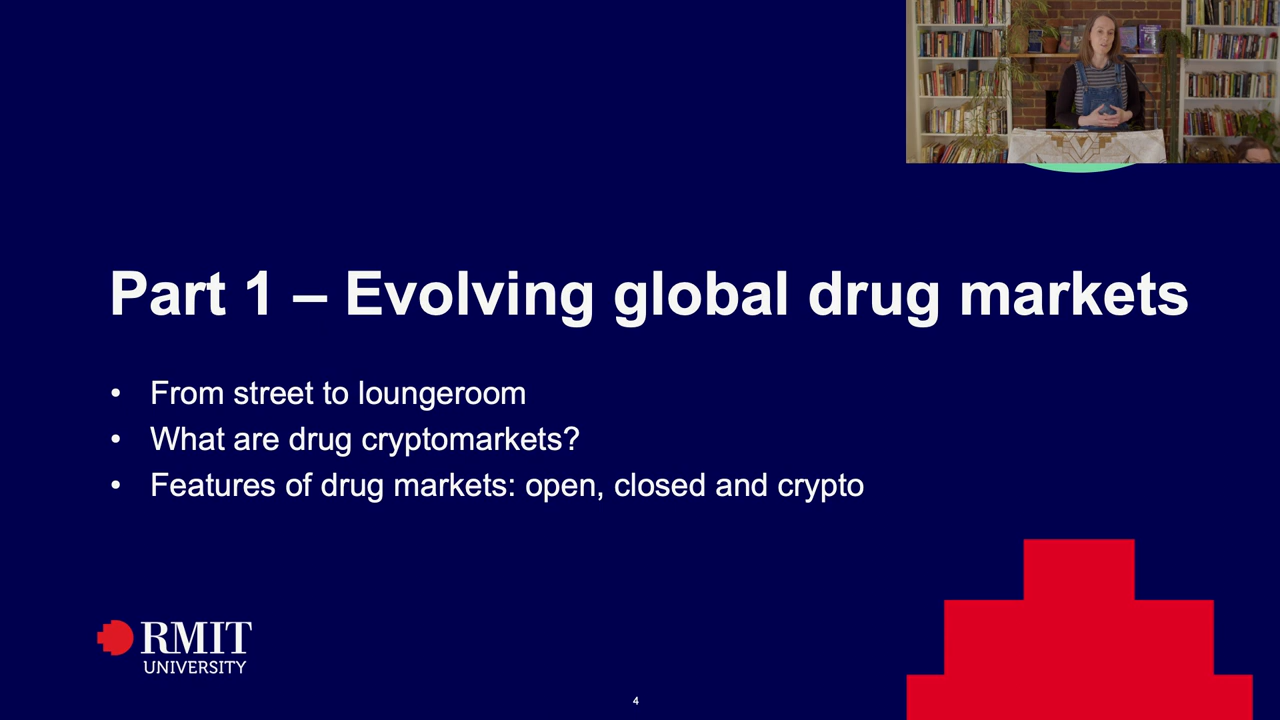 Part 1 – Evolving global drug markets
• From street to loungeroom
• What are drug cryptomarkets?
• Features of drug markets: open, closed and crypto
RMIT
UNIVERSITY
4